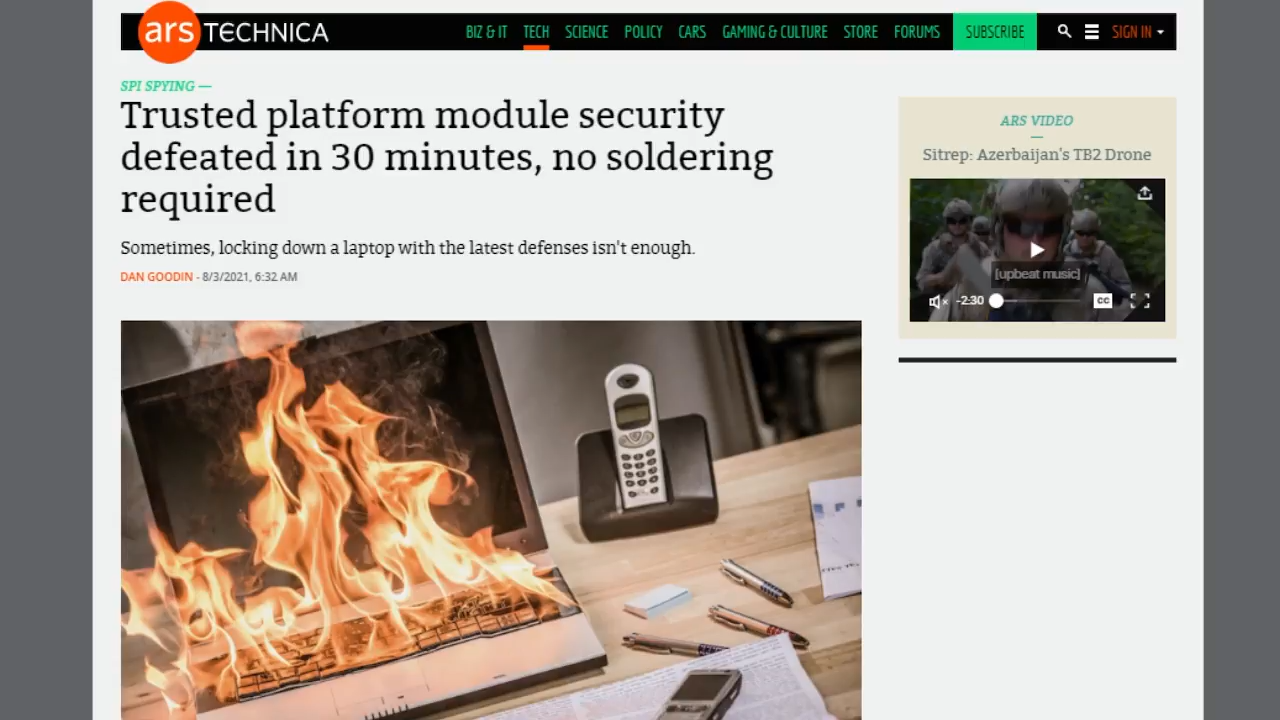 ars TECHNICA
BIZ & IT TECH SCIENCE POLICY CARS GAMING & CULTURE STORE FORUMS SUBSCRIBE SIGN IN
SPI SPYING —
Trusted platform module security
defeated in 30 minutes, no soldering
required
Sometimes, locking down a laptop with the latest defenses isn't enough.
DAN GOODIN - 8/3/2021, 6:32 AM
ARS VIDEO
—
Sitrep: Azerbaijan's TB2 Drone
[upbeat music]
-2:30
CC